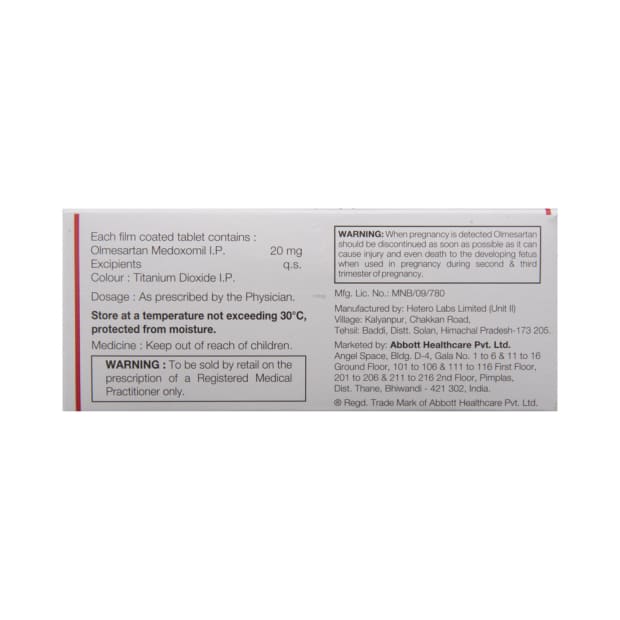 Each film coated tablet contains :
Olmesartan Medoxomil I.P. 20 mg
Excipients q.s.
Colour : Titanium Dioxide I.P.
Dosage : As prescribed by the Physician.
Store at a temperature not exceeding 30°C,
protected from moisture.
Medicine : Keep out of reach of children.
WARNING : To be sold by retail on the
prescription of a Registered Medical
Practitioner only.
WARNING: When pregnancy is detected Olmesartan
should be discontinued as soon as possible as it can
cause injury and even death to the developing fetus
when used in pregnancy during second & third
trimester of pregnancy.
Mfg. Lic. No.: MNB/09/780
Manufactured by: Hetero Labs Limited (Unit II)
Village: Kalyanpur, Chakkan Road,
Tehsil: Baddi, Distt. Solan, Himachal Pradesh-173 205.
Marketed by: Abbott Healthcare Pvt. Ltd.
Angel Space, Bldg. D-4, Gala No. 1 to 6 & 11 to 16
Ground Floor, 101 to 106 & 111 to 116 First Floor,
201 to 206 & 211 to 216 2nd Floor, Pimplas,
Dist. Thane, Bhiwandi - 421 302, India.
® Regd. Trade Mark of Abbott Healthcare Pvt. Ltd.